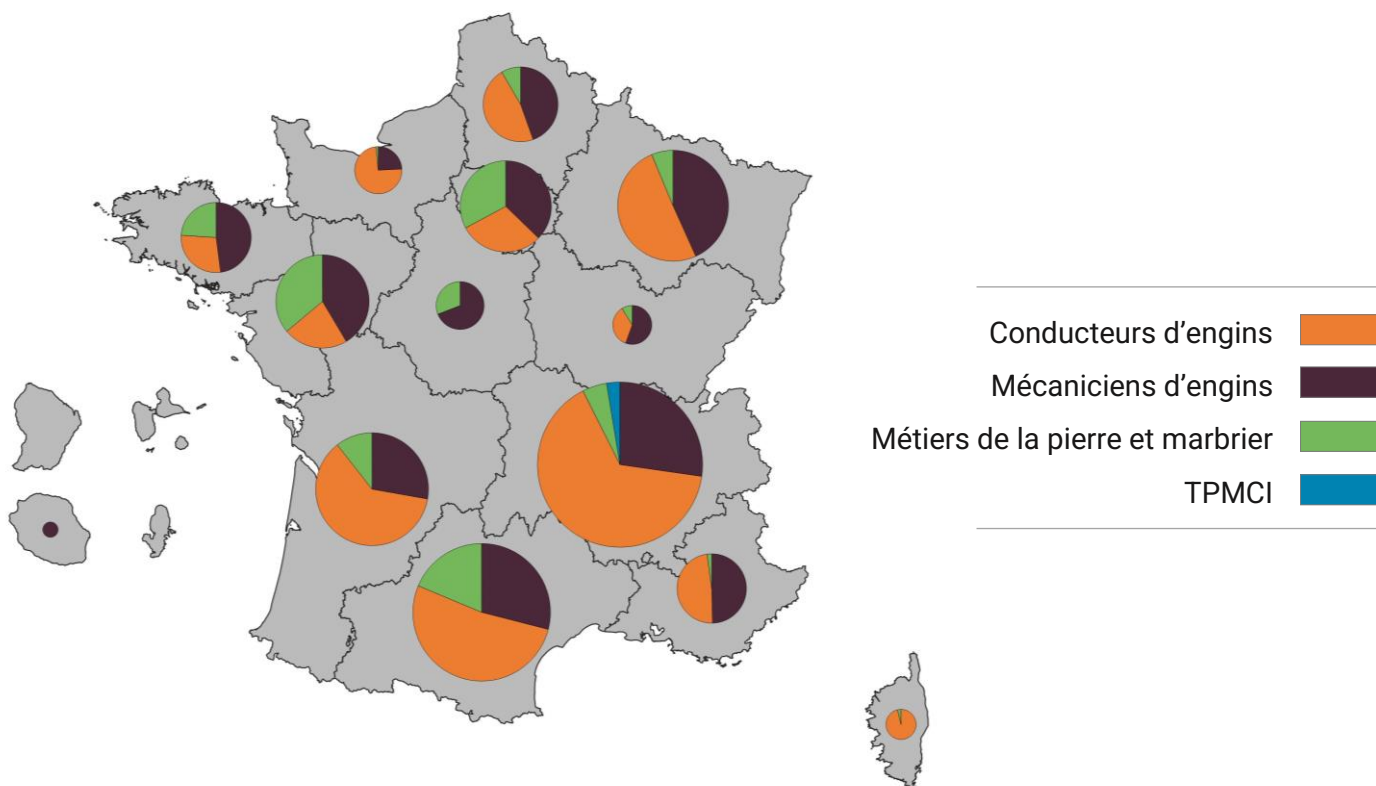 Conducteurs d’engins
Mécaniciens d’engins
Métiers de la pierre et marbrier
TPMCI